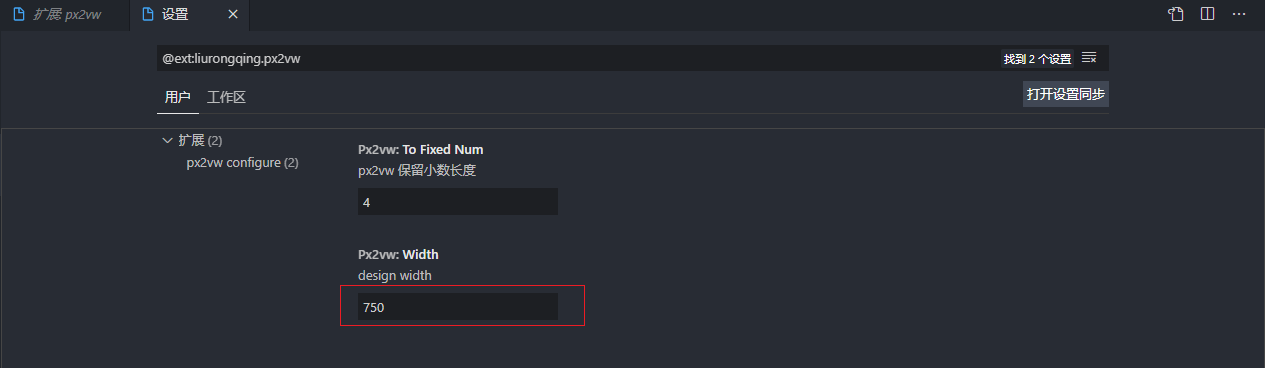 扩展: px2vw
设置
@ext:liurongqing.px2vw
找到 2 个设置
用户
工作区
打开设置同步
扩展 (2)
px2vw configure (2)
Px2vw: To Fixed Num
px2vw 保留小数长度
4
Px2vw: Width
design width
750